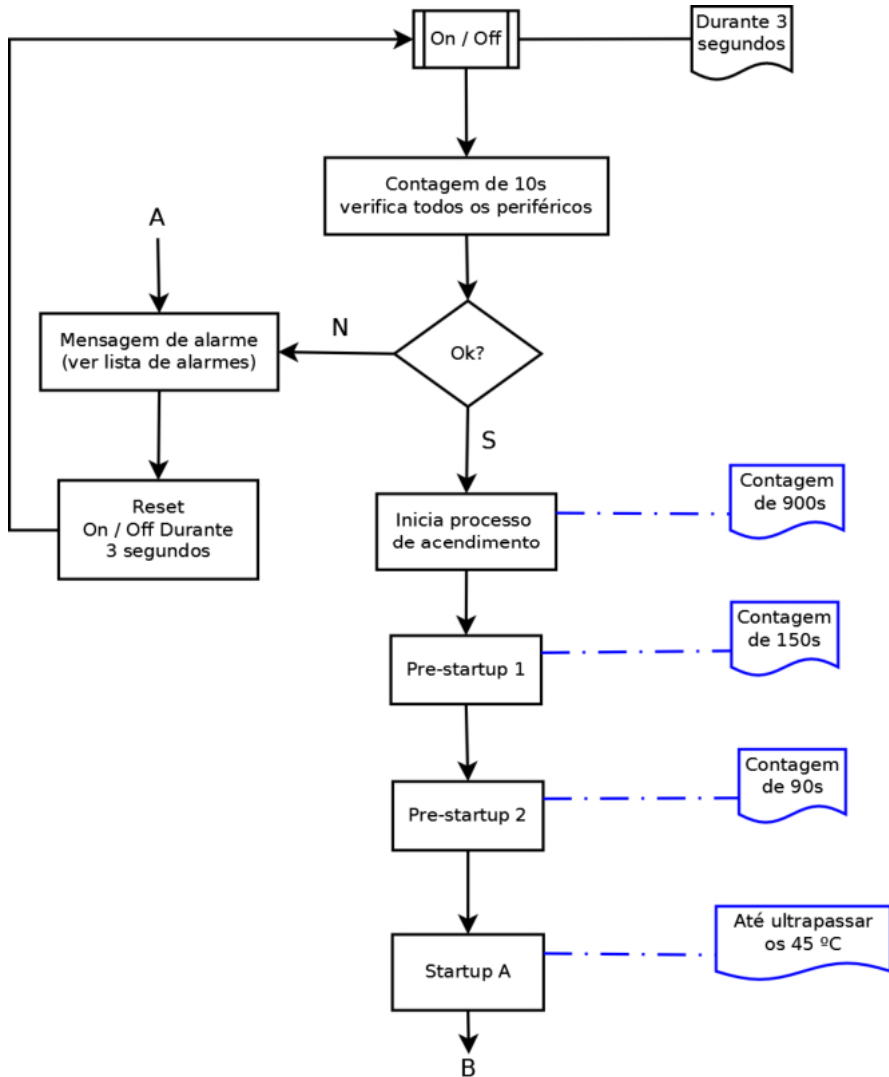 On / Off
Durante 3
segundos
Contagem de 10s
verifica todos os periféricos
A
Mensagem de alarme
(ver lista de alarmes)
N
Ok?
S
Reset
On / Off Durante
3 segundos
Inicia processo
de acendimento
Contagem
de 900s
Pre-startup 1
Contagem
de 150s
Pre-startup 2
Contagem
de 90s
Startup A
Até ultrapassar
os 45 ºC
B